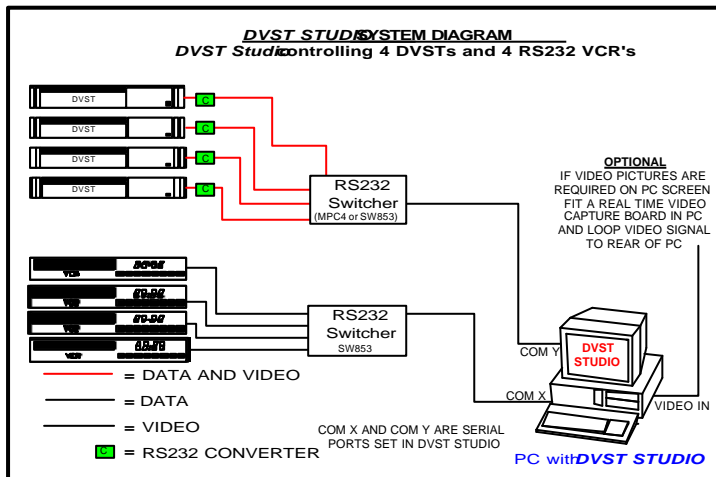 DVST STUDIO SYSTEM DIAGRAM
DVST Studio controlling 4 DVSTs and 4 RS232 VCR's
DVST
C
DVST
C
DVST
C
DVST
C
RS232
Switcher
(MPC4 or SW853)
OPTIONAL
IF VIDEO PICTURES ARE
REQUIRED ON PC SCREEN
FIT A REAL TIME VIDEO
CAPTURE BOARD IN PC
AND LOOP VIDEO SIGNAL
TO REAR OF PC
VCR
VCR
VCR
VCR
RS232
Switcher
SW853
COM Y
DVST
STUDIO
COM X
VIDEO IN
= DATA AND VIDEO
= DATA
= VIDEO
C = RS232 CONVERTER
COM X AND COM Y ARE SERIAL
PORTS SET IN DVST STUDIO
PC with DVST STUDIO